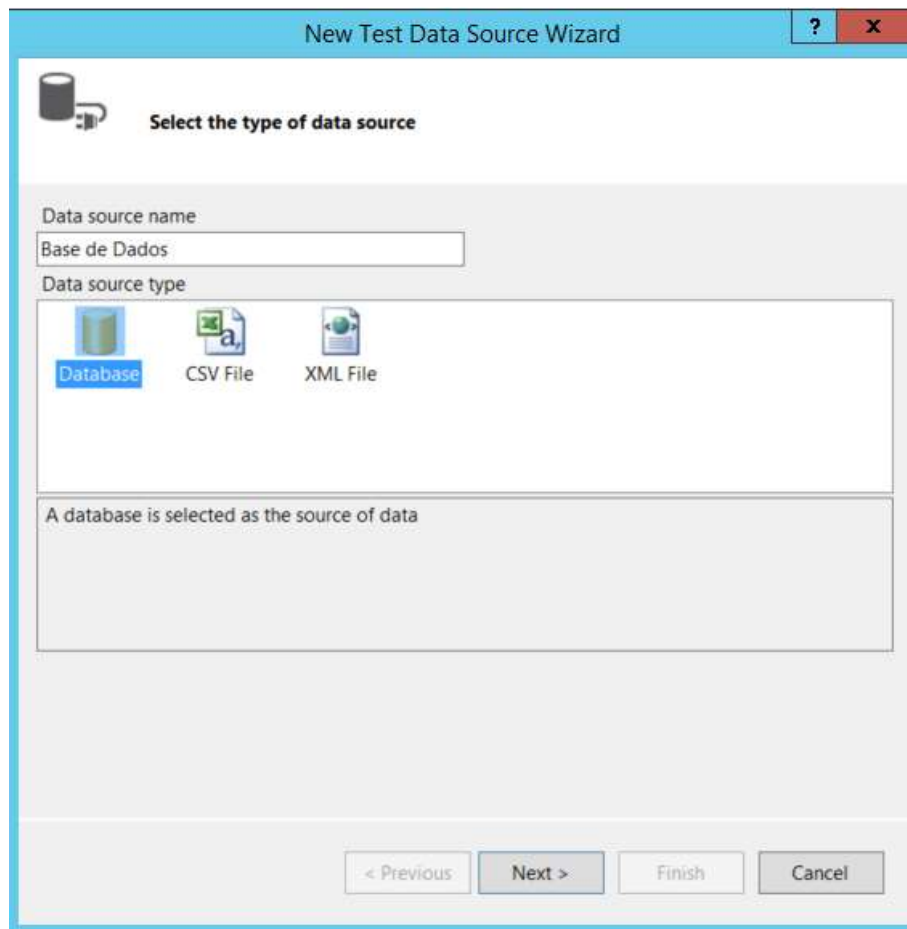 New Test Data Source Wizard ? x
Select the type of data source
Data source name
Base de Dados
Data source type
Database CSV File XML File
A database is selected as the source of data
< Previous Next > Finish Cancel